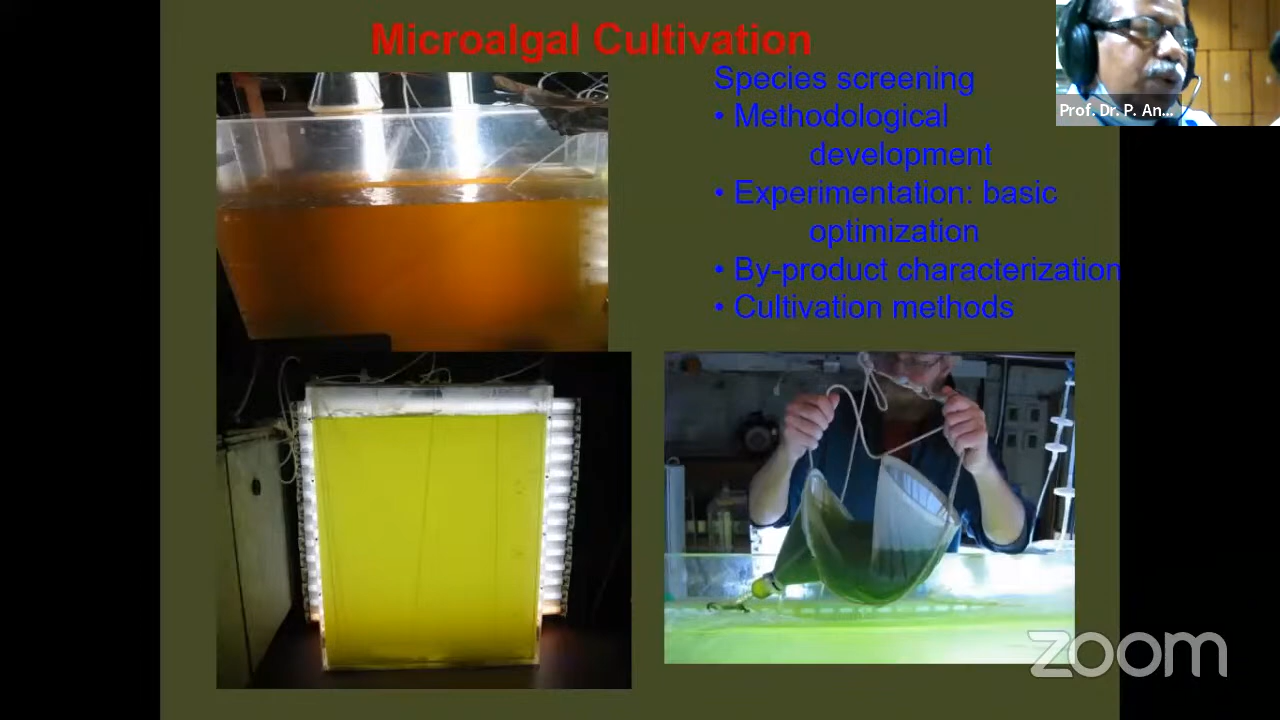 Microalgal Cultivation
Species screening
• Methodological
development
• Experimentation: basic
optimization
• By-product characterization
• Cultivation methods
Prof. Dr. P. An...
zoom